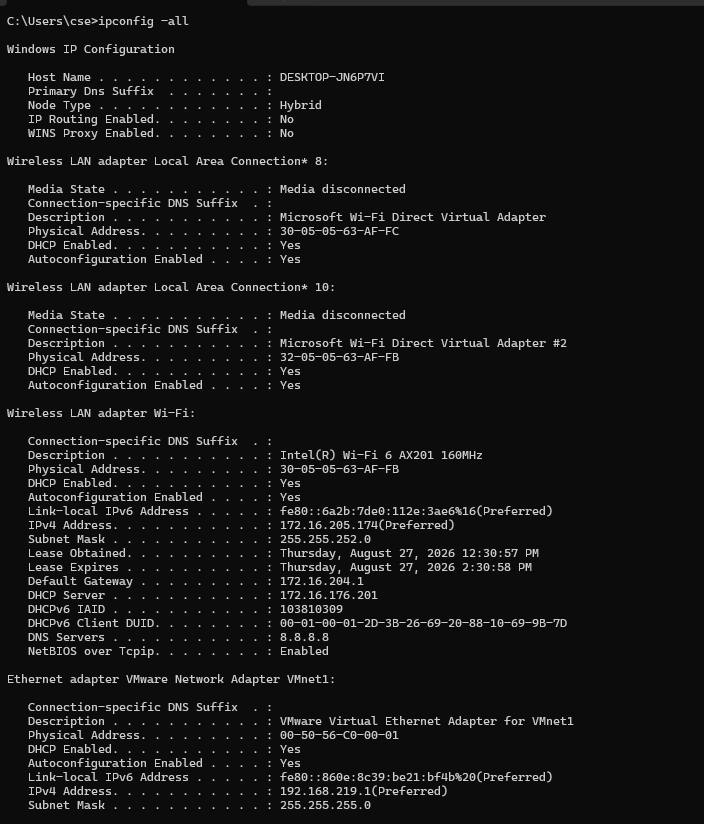 C:\Users\cse>ipconfig -all
Windows IP Configuration
Host Name . . . . . . . . . . . . : DESKTOP-JN6P7VI
Primary Dns Suffix  . . . . . . . :
Node Type . . . . . . . . . . . . : Hybrid
IP Routing Enabled. . . . . . . . : No
WINS Proxy Enabled. . . . . . . . : No
Wireless LAN adapter Local Area Connection* 8:
Media State . . . . . . . . . . . : Media disconnected
Connection-specific DNS Suffix  . :
Description . . . . . . . . . . . : Microsoft Wi-Fi Direct Virtual Adapter
Physical Address. . . . . . . . . : 30-05-05-63-AF-FC
DHCP Enabled. . . . . . . . . . . : Yes
Autoconfiguration Enabled . . . . : Yes
Wireless LAN adapter Local Area Connection* 10:
Media State . . . . . . . . . . . : Media disconnected
Connection-specific DNS Suffix  . :
Description . . . . . . . . . . . : Microsoft Wi-Fi Direct Virtual Adapter #2
Physical Address. . . . . . . . . : 32-05-05-63-AF-FB
DHCP Enabled. . . . . . . . . . . : Yes
Autoconfiguration Enabled . . . . : Yes
Wireless LAN adapter Wi-Fi:
Connection-specific DNS Suffix  . :
Description . . . . . . . . . . . : Intel(R) Wi-Fi 6 AX201 160MHz
Physical Address. . . . . . . . . : 30-05-05-63-AF-FB
DHCP Enabled. . . . . . . . . . . : Yes
Autoconfiguration Enabled . . . . : Yes
Link-local IPv6 Address . . . . . : fe80::6a2b:7de0:112e:3ae6%16(Preferred)
IPv4 Address. . . . . . . . . . . : 172.16.205.174(Preferred)
Subnet Mask . . . . . . . . . . . : 255.255.252.0
Lease Obtained. . . . . . . . . . : Thursday, August 27, 2026 12:30:57 PM
Lease Expires . . . . . . . . . . : Thursday, August 27, 2026 2:30:58 PM
Default Gateway . . . . . . . . . : 172.16.204.1
DHCP Server . . . . . . . . . . . : 172.16.176.201
DHCPv6 IAID . . . . . . . . . . . : 103810309
DHCPv6 Client DUID. . . . . . . . : 00-01-00-01-2D-3B-26-69-20-88-10-69-9B-7D
DNS Servers . . . . . . . . . . . : 8.8.8.8
NetBIOS over Tcpip. . . . . . . . : Enabled
Ethernet adapter VMware Network Adapter VMnet1:
Connection-specific DNS Suffix  . :
Description . . . . . . . . . . . : VMware Virtual Ethernet Adapter for VMnet1
Physical Address. . . . . . . . . : 00-50-56-C0-00-01
DHCP Enabled. . . . . . . . . . . : Yes
Autoconfiguration Enabled . . . . : Yes
Link-local IPv6 Address . . . . . : fe80::860e:8c39:be21:bf4b%20(Preferred)
IPv4 Address. . . . . . . . . . . : 192.168.219.1(Preferred)
Subnet Mask . . . . . . . . . . . : 255.255.255.0